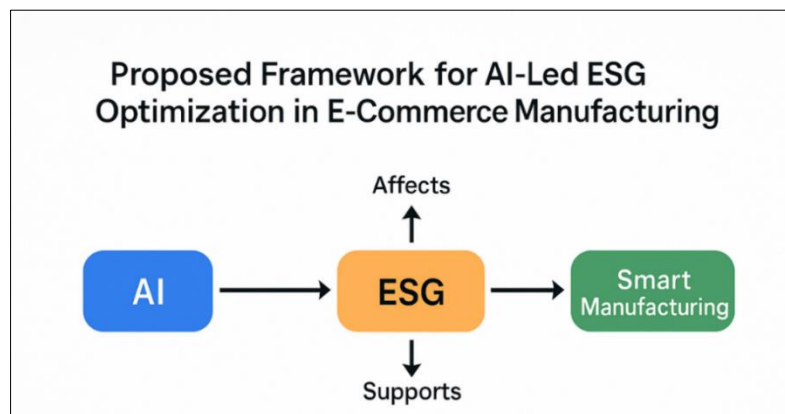 Proposed Framework for AI-Led ESG
Optimization in E-Commerce Manufacturing
Affects
AI
ESG
Smart
Manufacturing
Supports